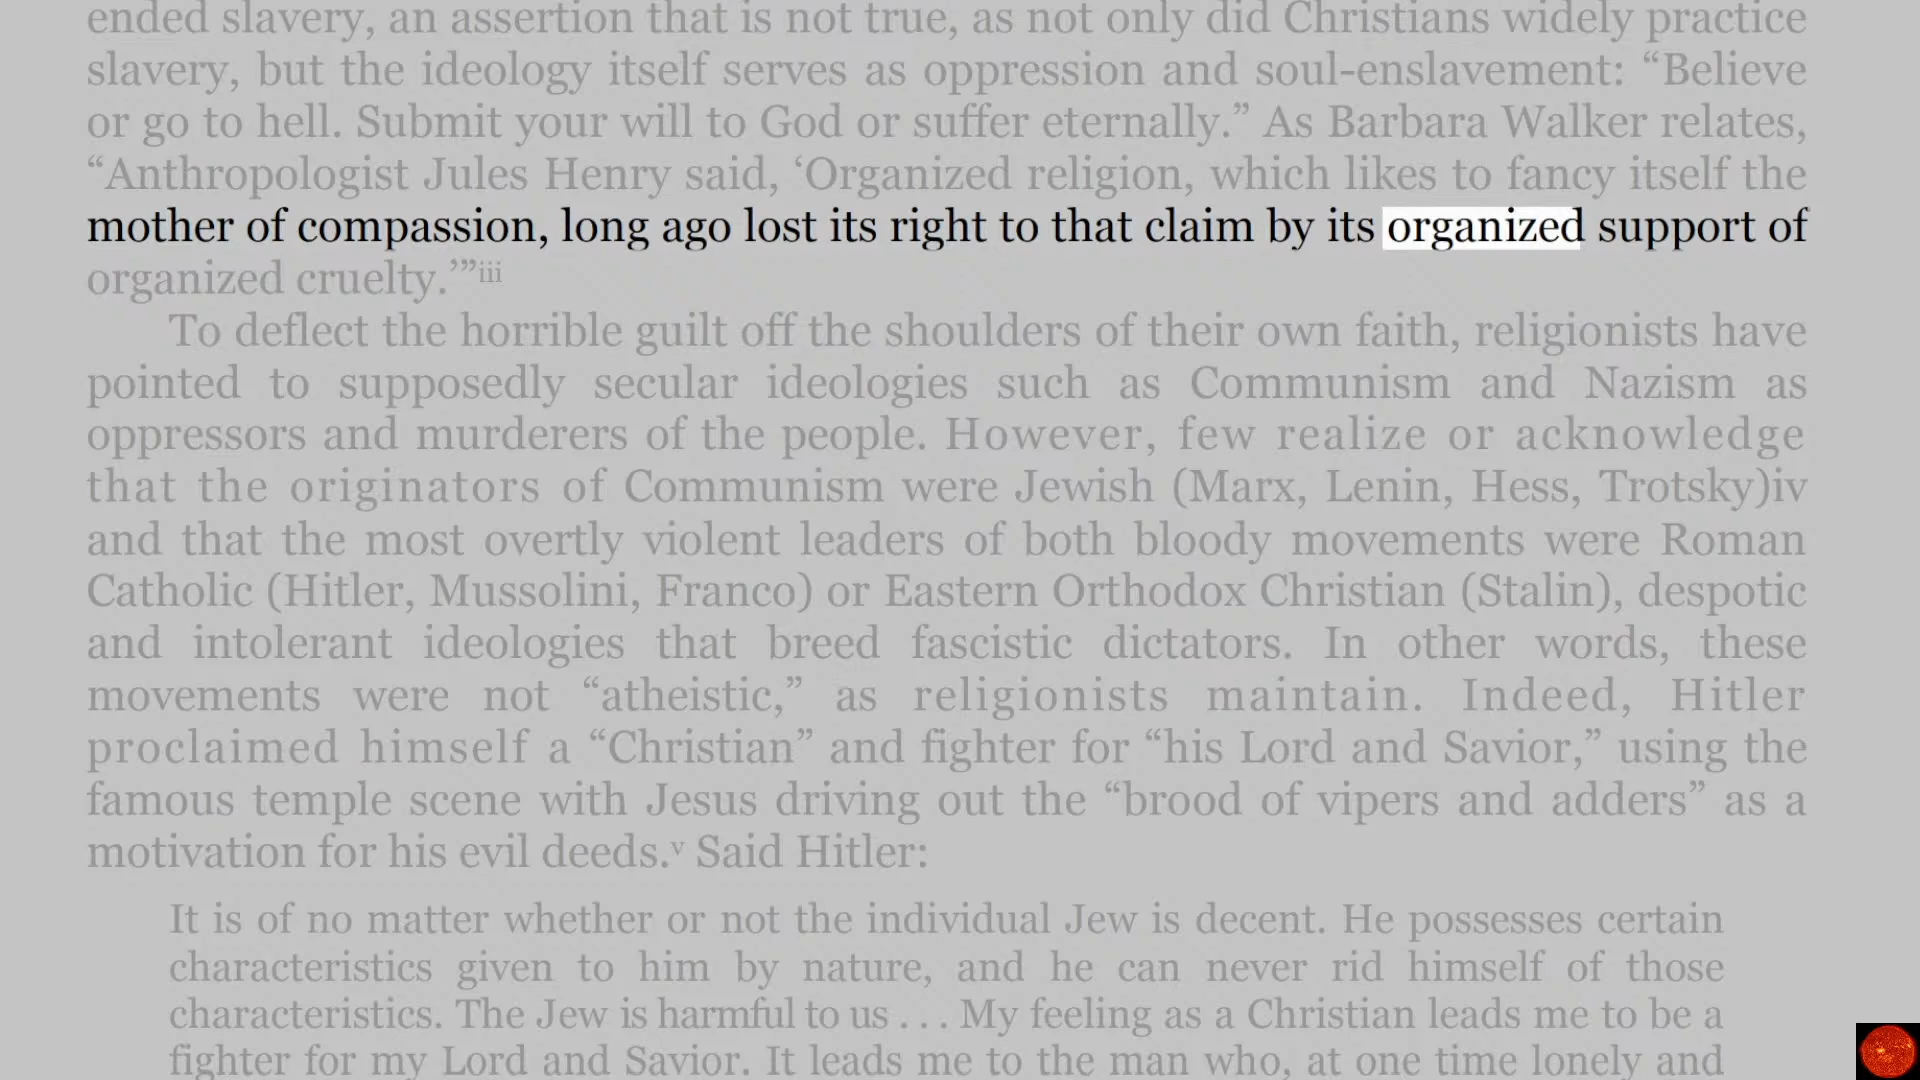 ended slavery, an assertion that is not true, as not only did Christians widely practice
slavery, but the ideology itself serves as oppression and soul-enslavement: “Believe
or go to hell. Submit your will to God or suffer eternally.” As Barbara Walker relates,
“Anthropologist Jules Henry said, ‘Organized religion, which likes to fancy itself the
mother of compassion, long ago lost its right to that claim by its organized support of
organized cruelty.’”iii
To deflect the horrible guilt off the shoulders of their own faith, religionists have
pointed to supposedly secular ideologies such as Communism and Nazism as
oppressors and murderers of the people. However, few realize or acknowledge
that the originators of Communism were Jewish (Marx, Lenin, Hess, Trotsky)iv
and that the most overtly violent leaders of both bloody movements were Roman
Catholic (Hitler, Mussolini, Franco) or Eastern Orthodox Christian (Stalin), despotic
and intolerant ideologies that breed fascistic dictators. In other words, these
movements were not “atheistic,” as religionists maintain. Indeed, Hitler
proclaimed himself a “Christian” and fighter for “his Lord and Savior,” using the
famous temple scene with Jesus driving out the “brood of vipers and adders” as a
motivation for his evil deeds.v Said Hitler:
It is of no matter whether or not the individual Jew is decent. He possesses certain
characteristics given to him by nature, and he can never rid himself of those
characteristics. The Jew is harmful to us . . . My feeling as a Christian leads me to be a
fighter for my Lord and Savior. It leads me to the man who, at one time lonely and